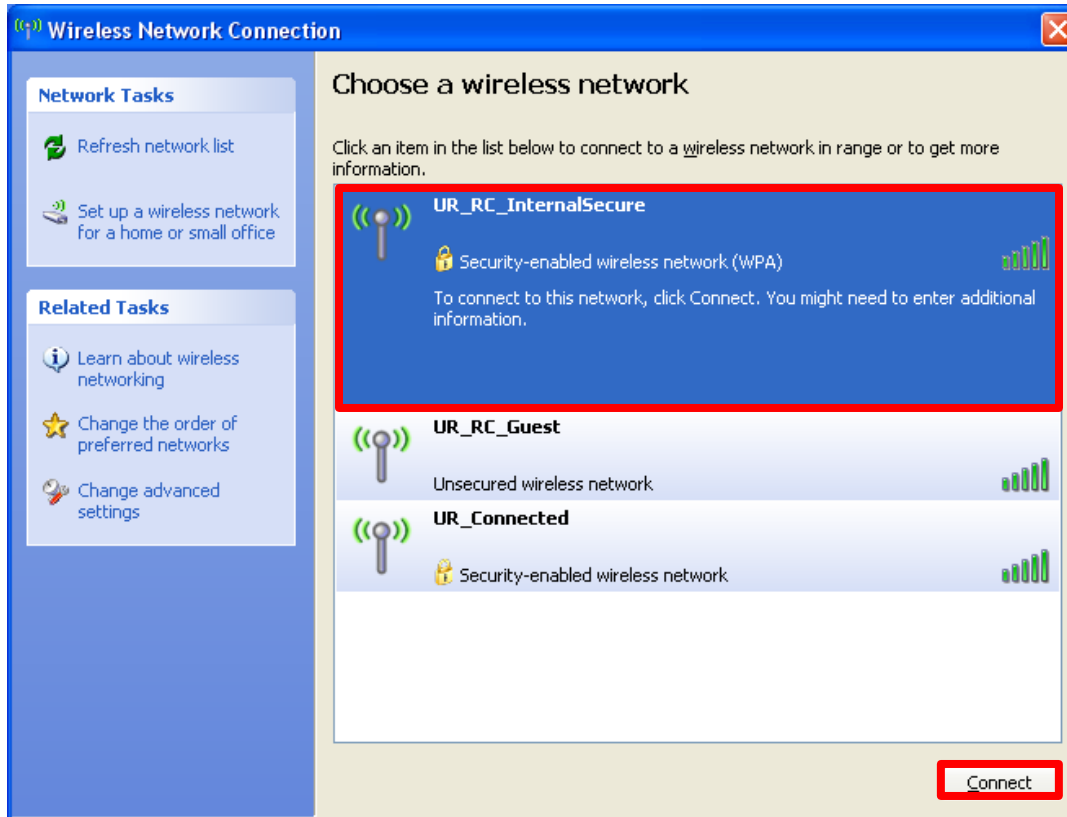 Wireless Network Connection
Network Tasks
Refresh network list
Set up a wireless network
for a home or small office
Related Tasks
Learn about wireless
networking
Change the order of
preferred networks
Change advanced
settings
Choose a wireless network
Click an item in the list below to connect to a wireless network in range or to get more
information.
UR_RC_InternalSecure
Security-enabled wireless network (WPA)
To connect to this network, click Connect. You might need to enter additional
information.
UR_RC_Guest
Unsecured wireless network
UR_Connected
Security-enabled wireless network
Connect